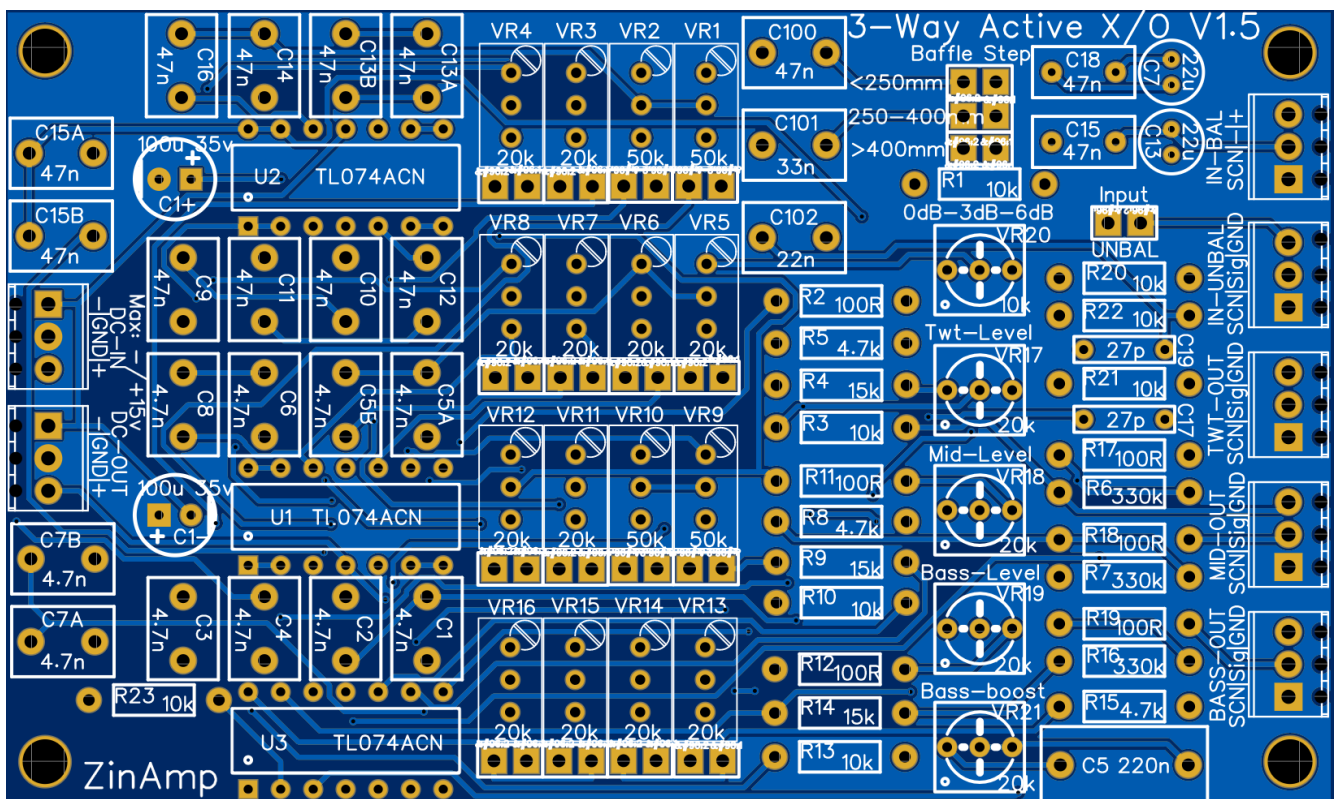 3-Way Active X/O V1.5
C16
47n
C14
47n
C13B
47n
C13A
47n
VR4
VR3
VR2
VR1
20k
20k
50k
50k
C100
47n
Baffle Step
<250mm
250-400mm
>400mm
C18
47n
C7
22u
C101
33n
C15
47n
C13
22u
IN-BAL
SCN|-|+
C15A
47n
100u 35v
+
C1+
U2
TL074ACN
R1
10k
0dB-3dB-6dB
Input
UNBAL
C15B
47n
VR8
VR7
VR6
VR5
20k
20k
20k
20k
C102
22n
VR20
10k
IN-UNBAL
SCN|Sig|GND
C9
4.7n
C11
4.7n
C10
4.7n
C12
4.7n
R20
10k
R22
10k
DC-IN
-|GND|+
Max: -/+15v
R2
100R
R5
4.7k
Twt-Level
VR17
20k
C19
27p
R4
15k
R21
10k
TWT-OUT
SCN|Sig|GND
C8
4.7n
C6
4.7n
C5B
4.7n
C5A
4.7n
R3
10k
27p
C17
DC-OUT
-|GND|+
VR12
VR11
VR10
VR9
20k
20k
50k
50k
Mid-Level
VR18
20k
R17
100R
R11
100R
R6
330k
100u 35v
+
C1-
U1
TL074ACN
R8
4.7k
R18
100R
MID-OUT
SCN|Sig|GND
C7B
4.7n
R9
15k
Bass-Level
VR19
20k
R7
330k
R10
10k
C7A
4.7n
C3
4.7n
C4
4.7n
C2
4.7n
C1
4.7n
VR16
VR15
VR14
VR13
20k
20k
20k
20k
R19
100R
BASS-OUT
SCN|Sig|GND
R12
100R
R16
330k
R23
10k
Bass-boost
VR21
20k
R14
15k
R15
4.7k
U3
TL074ACN
R13
10k
C5 220n
ZinAmp